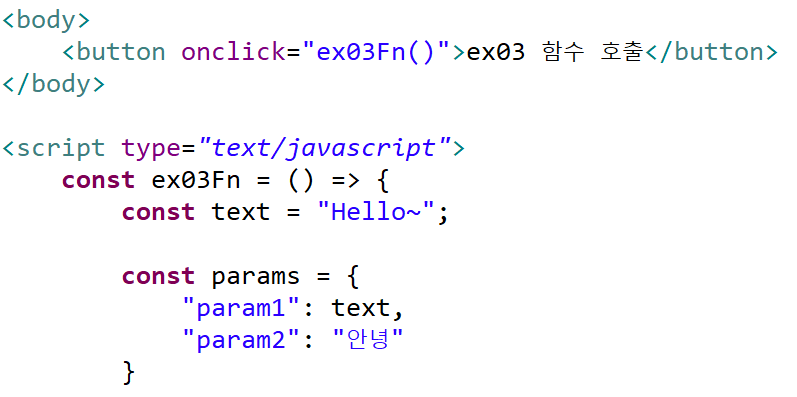 <body>
    <button onclick="ex03Fn()">ex03 함수 호출</button>
</body>

<script type="text/javascript">
    const ex03Fn = () => {
        const text = "Hello~";

        const params = {
            "param1": text,
            "param2": "안녕"
        }